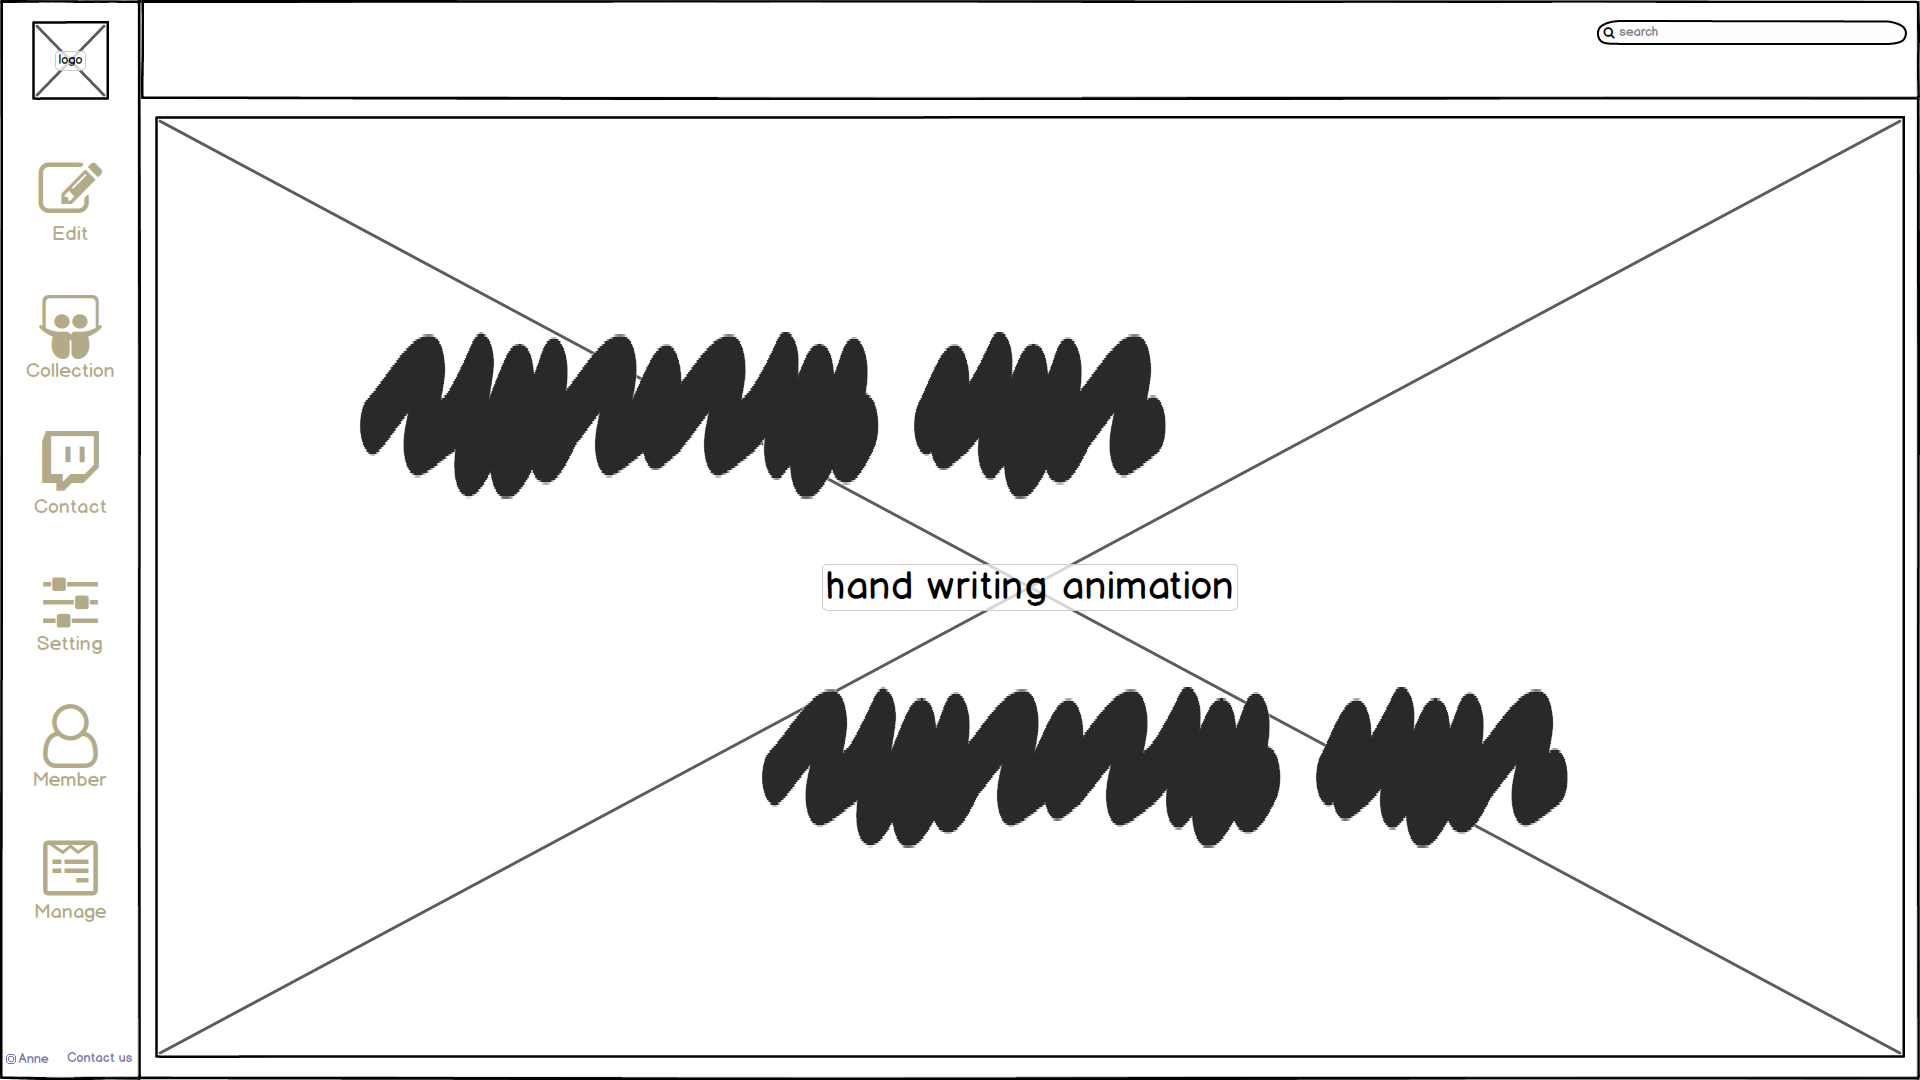 logo
search
Edit
Collection
Contact
Setting
Member
Manage
hand writing animation
© Anne Contact us